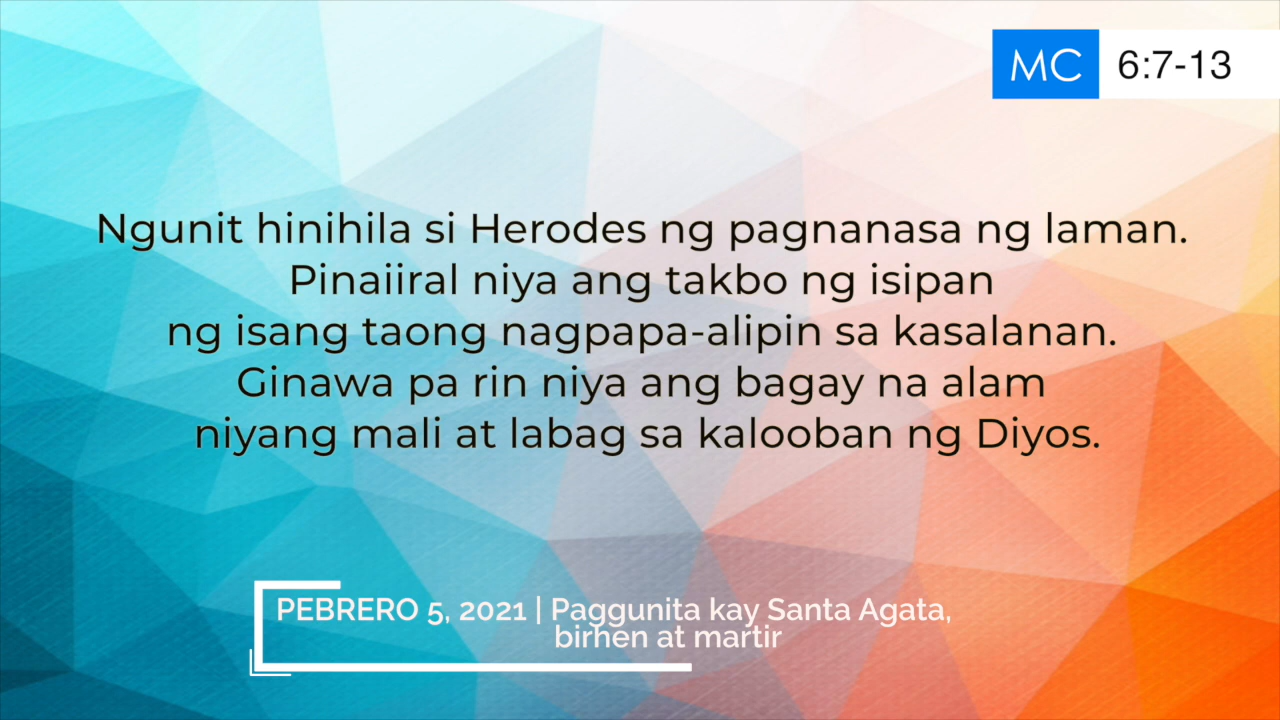 MC 6:7-13
Ngunit hinihila si Herodes ng pagnanasa ng laman.
Pinaiiral niya ang takbo ng isipan
ng isang taong nagpapa-alipin sa kasalanan.
Ginawa pa rin niya ang bagay na alam
niyang mali at labag sa kalooban ng Diyos.
PEBRERO 5, 2021 | Paggunita kay Santa Agata,
birhen at martir